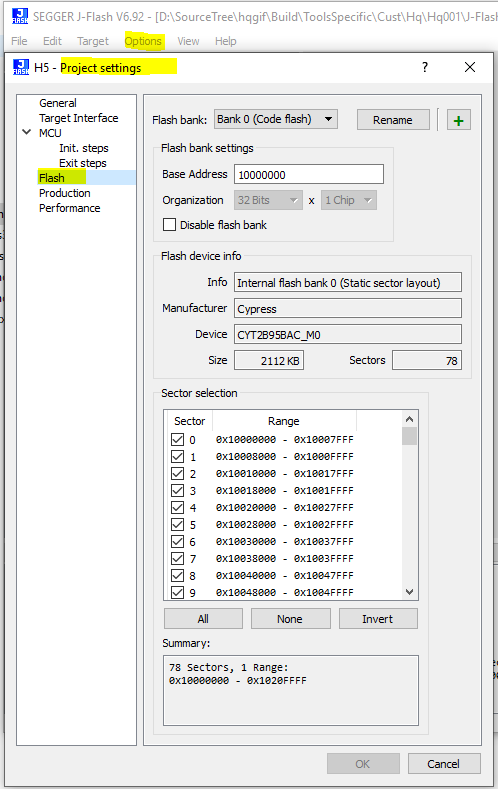 SEGGER J-Flash V6.92 - [D:\SourceTree\hqgif\Build\ToolsSpecific\Cust\Hq\Hq001\J-Flas
File Edit Target Options View Help
J FLASH H5 - Project settings ?
General
Target Interface
MCU
Init. steps
Exit steps
Flash
Production
Performance
Flash bank: Bank 0 (Code flash) Rename +
Flash bank settings
Base Address 10000000
Organization 32 Bits x 1 Chip
Disable flash bank
Flash device info
Info Internal flash bank 0 (Static sector layout)
Manufacturer Cypress
Device CYT2B95BAC_M0
Size 2112 KB Sectors 78
Sector selection
Sector Range
0 0x10000000 - 0x10007FFF
1 0x10008000 - 0x1000FFFF
2 0x10010000 - 0x10017FFF
3 0x10018000 - 0x1001FFFF
4 0x10020000 - 0x10027FFF
5 0x10028000 - 0x1002FFFF
6 0x10030000 - 0x10037FFF
7 0x10038000 - 0x1003FFFF
8 0x10040000 - 0x10047FFF
9 0x10048000 - 0x1004FFFF
All None Invert
Summary:
78 Sectors, 1 Range:
0x10000000 - 0x1020FFFF
OK Cancel